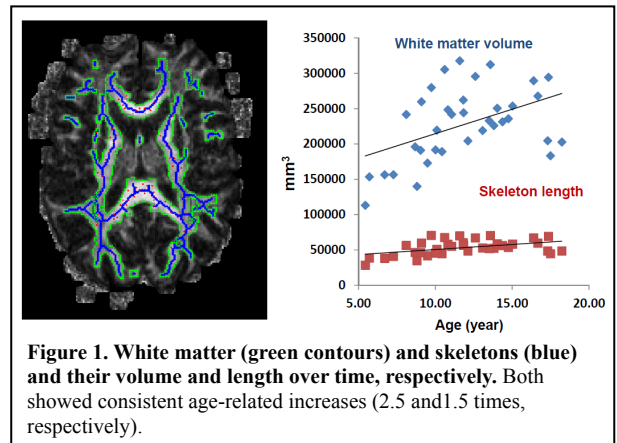 mm³
350000
300000
250000
200000
150000
100000
50000
0
White matter volume
Skeleton length
5.00 10.00 15.00 20.00
Age (year)
Figure 1. White matter (green contours) and skeletons (blue)
and their volume and length over time, respectively. Both
showed consistent age-related increases (2.5 and1.5 times,
respectively).